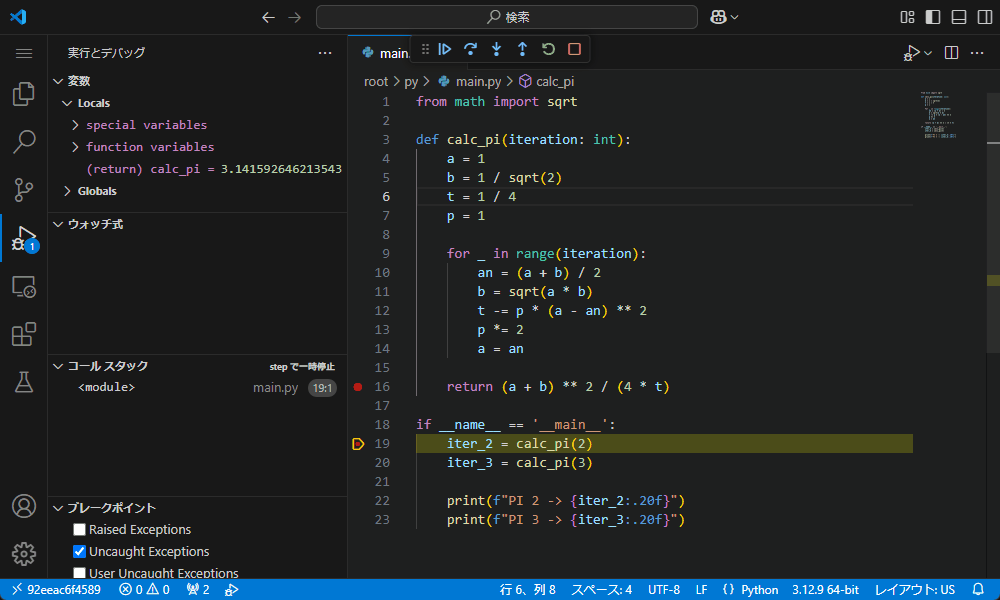 検索
実行とデバッグ
変数
Locals
special variables
function variables
(return) calc_pi = 3.141592646213543
Globals
ウォッチ式
コール スタック
step で一時停止
<module>
main.py
19:1
ブレークポイント
Raised Exceptions
Uncaught Exceptions
User Uncaught Exceptions
1
main.
root > py > main.py > calc_pi
1 from math import sqrt
2
3 def calc_pi(iteration: int):
4 a = 1
5 b = 1 / sqrt(2)
6 t = 1 / 4
7 p = 1
8
9 for _ in range(iteration):
10 an = (a + b) / 2
11 b = sqrt(a * b)
12 t -= p * (a - an) ** 2
13 p *= 2
14 a = an
15
16 return (a + b) ** 2 / (4 * t)
17
18 if __name__ == '__main__':
19 iter_2 = calc_pi(2)
20 iter_3 = calc_pi(3)
21
22 print(f"PI 2 -> {iter_2:.20f}")
23 print(f"PI 3 -> {iter_3:.20f}")
92eeac6f4589
0
0
2
行 6、列 8
スペース: 4
UTF-8
LF
{ } Python
3.12.9 64-bit
レイアウト: US